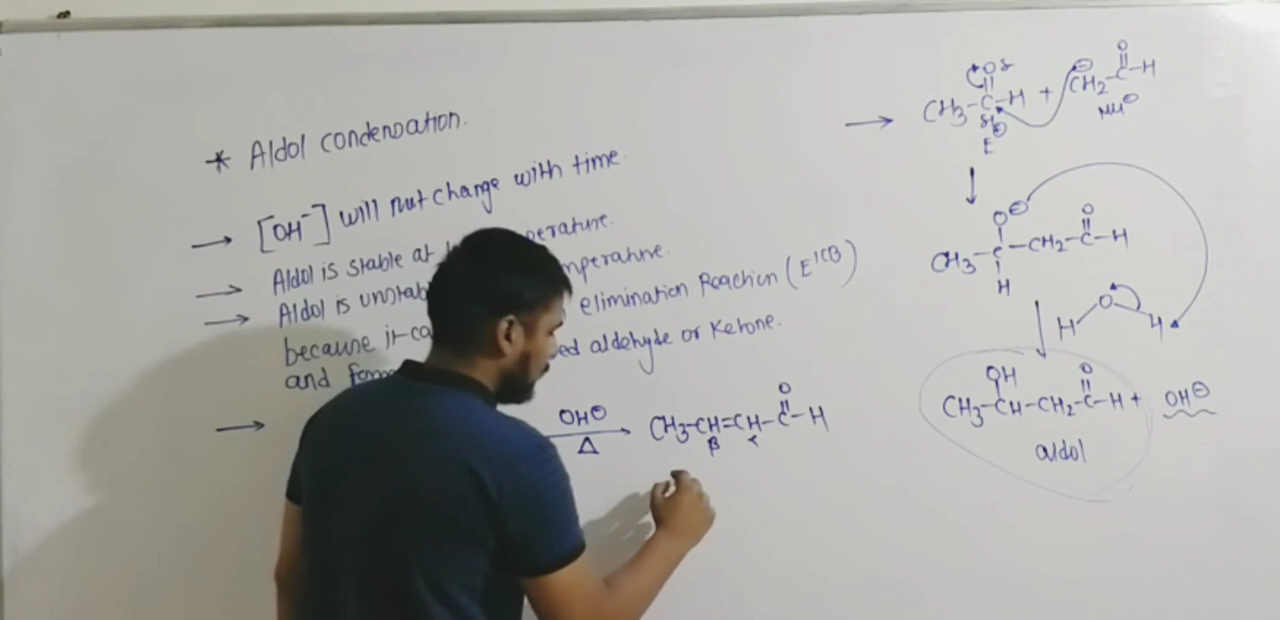 * Aldol condensation.
→ [OH⁻] will not change with time.
→ Aldol is stable at perature.
→ Aldol is unstab mperature.
because it elimination Reaction (E1CB)
and ed aldehyde or Ketone.
→ OH⊖ Δ → CH3-CH=CH-C-H
O
β α
→ CH3-C-H + CH2-C-H
O O
E Nu⊖
↓
O⊖ O
CH3-C-CH2-C-H
H
H O H
↓
OH O
CH3-CH-CH2-C-H + OH⊖
aldol